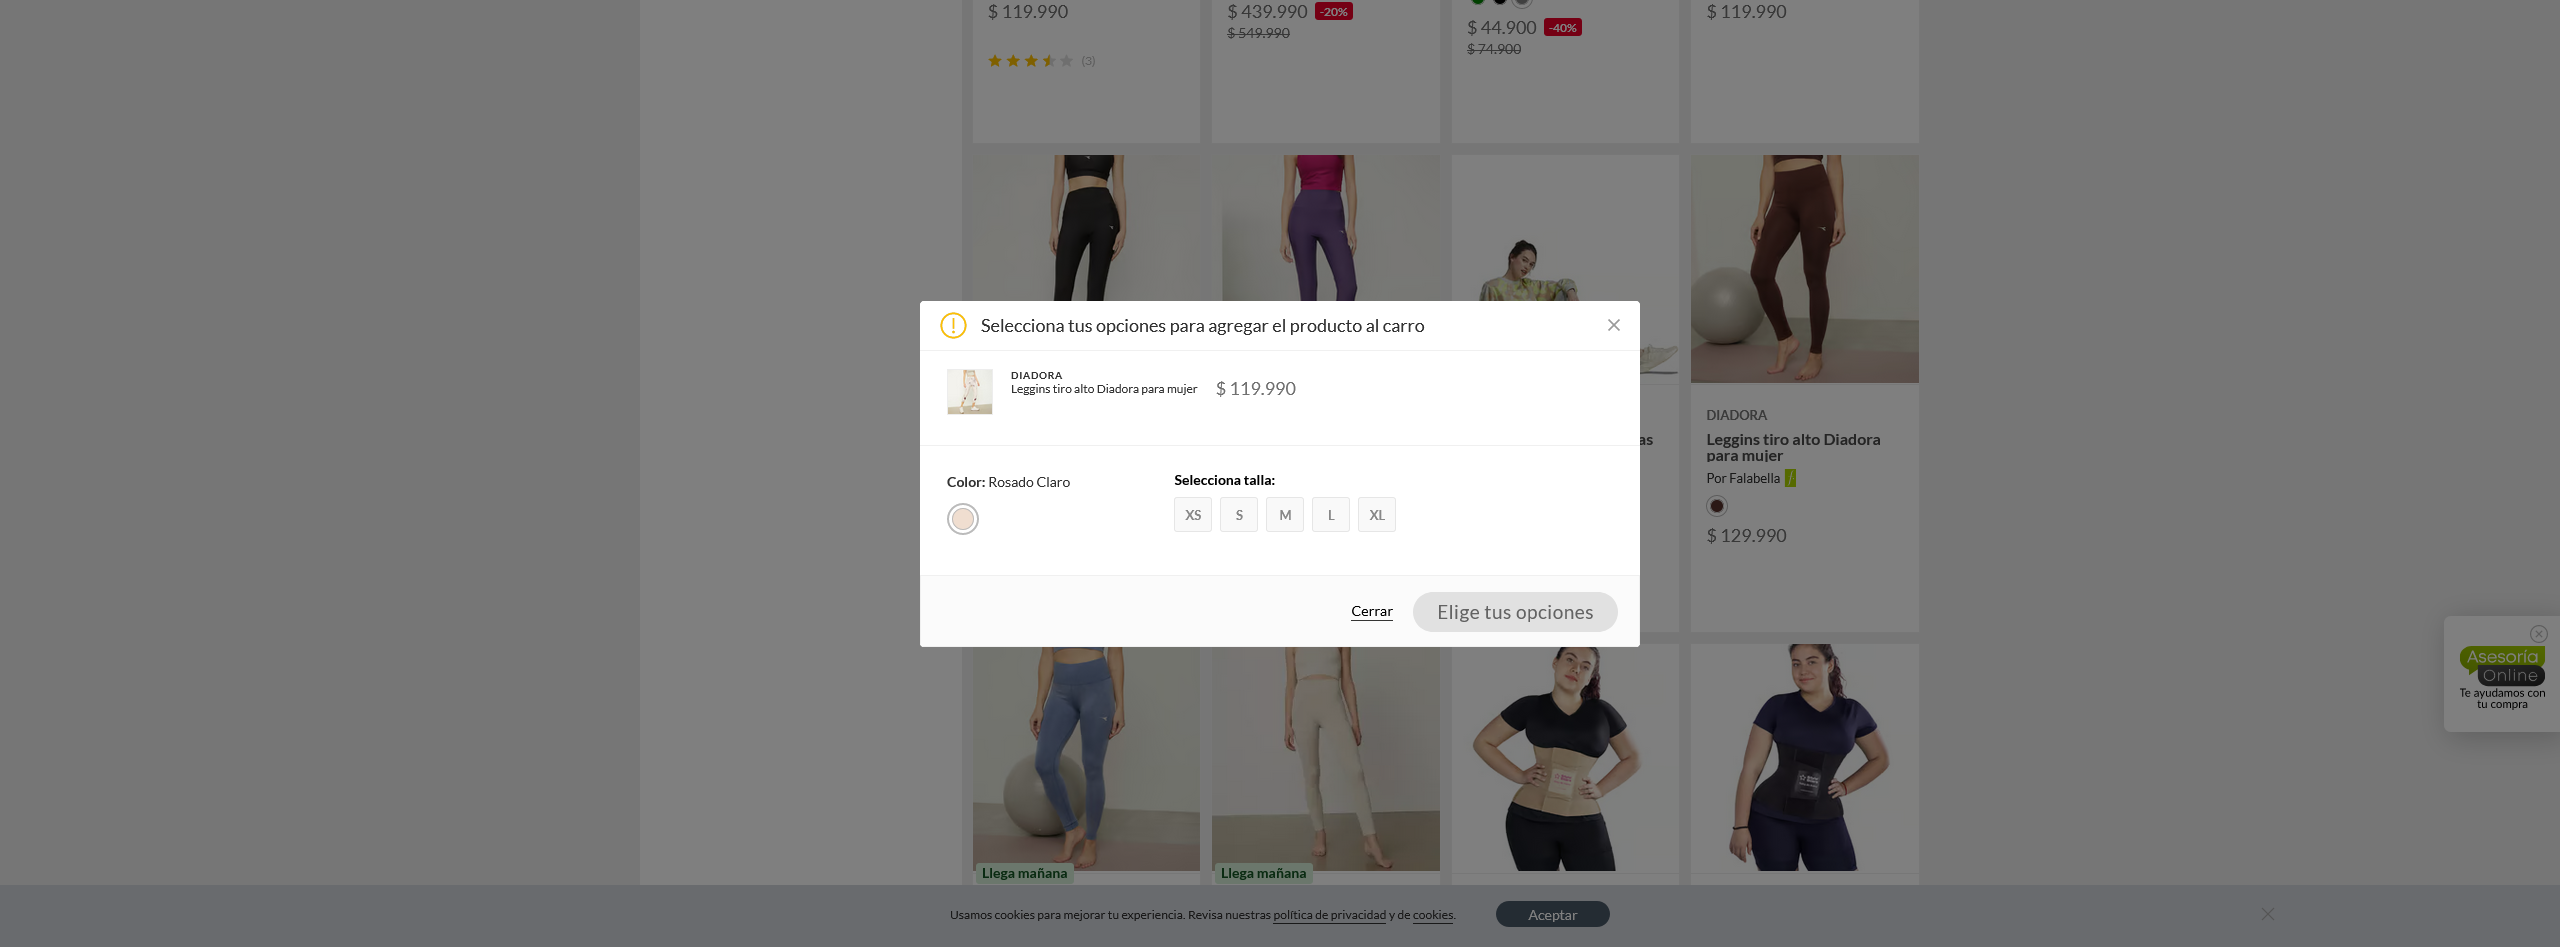 $ 119.990
$ 439.990 -20%
$ 549.990
$ 44.900 -40%
$ 74.900
$ 119.990
(3)
Selecciona tus opciones para agregar el producto al carro
DIADORA
Leggins tiro alto Diadora para mujer
$ 119.990
Color: Rosado Claro
Selecciona talla:
XS S M L XL
Cerrar
Elige tus opciones
as
DIADORA
Leggins tiro alto Diadora
para mujer
Por Falabella
$ 129.990
Asesoría
Online
Te ayudamos con
tu compra
Llega mañana
Llega mañana
Usamos cookies para mejorar tu experiencia. Revisa nuestras política de privacidad y de cookies.
Aceptar